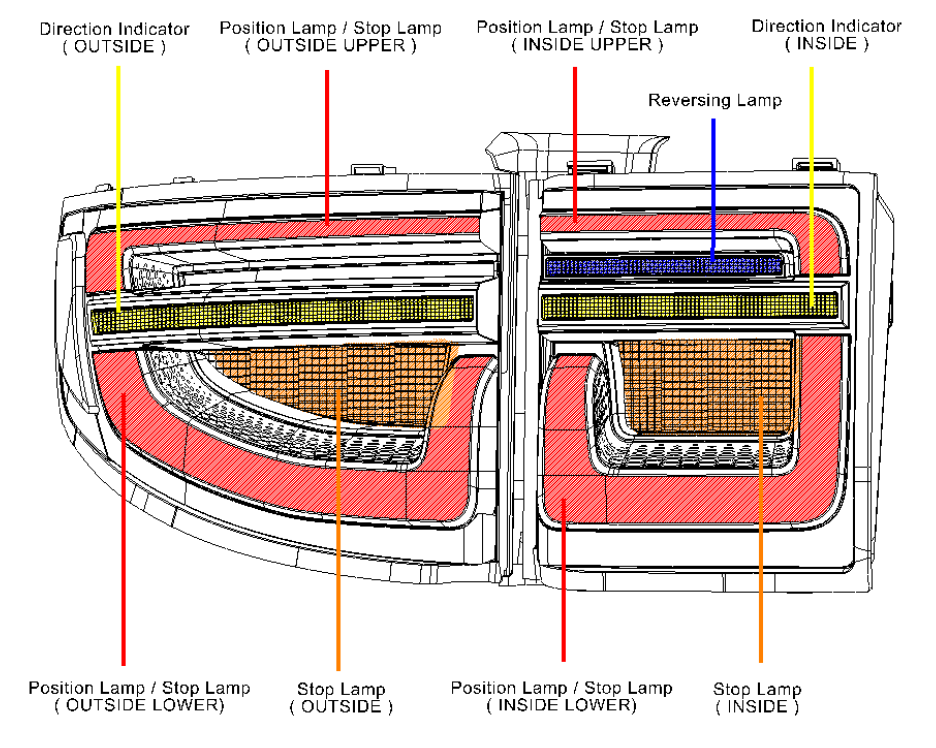 Direction Indicator
( OUTSIDE )
Position Lamp / Stop Lamp
( OUTSIDE UPPER )
Position Lamp / Stop Lamp
( INSIDE UPPER )
Direction Indicator
( INSIDE )
Reversing Lamp
Position Lamp / Stop Lamp
( OUTSIDE LOWER)
Stop Lamp
( OUTSIDE )
Position Lamp / Stop Lamp
( INSIDE LOWER)
Stop Lamp
( INSIDE )